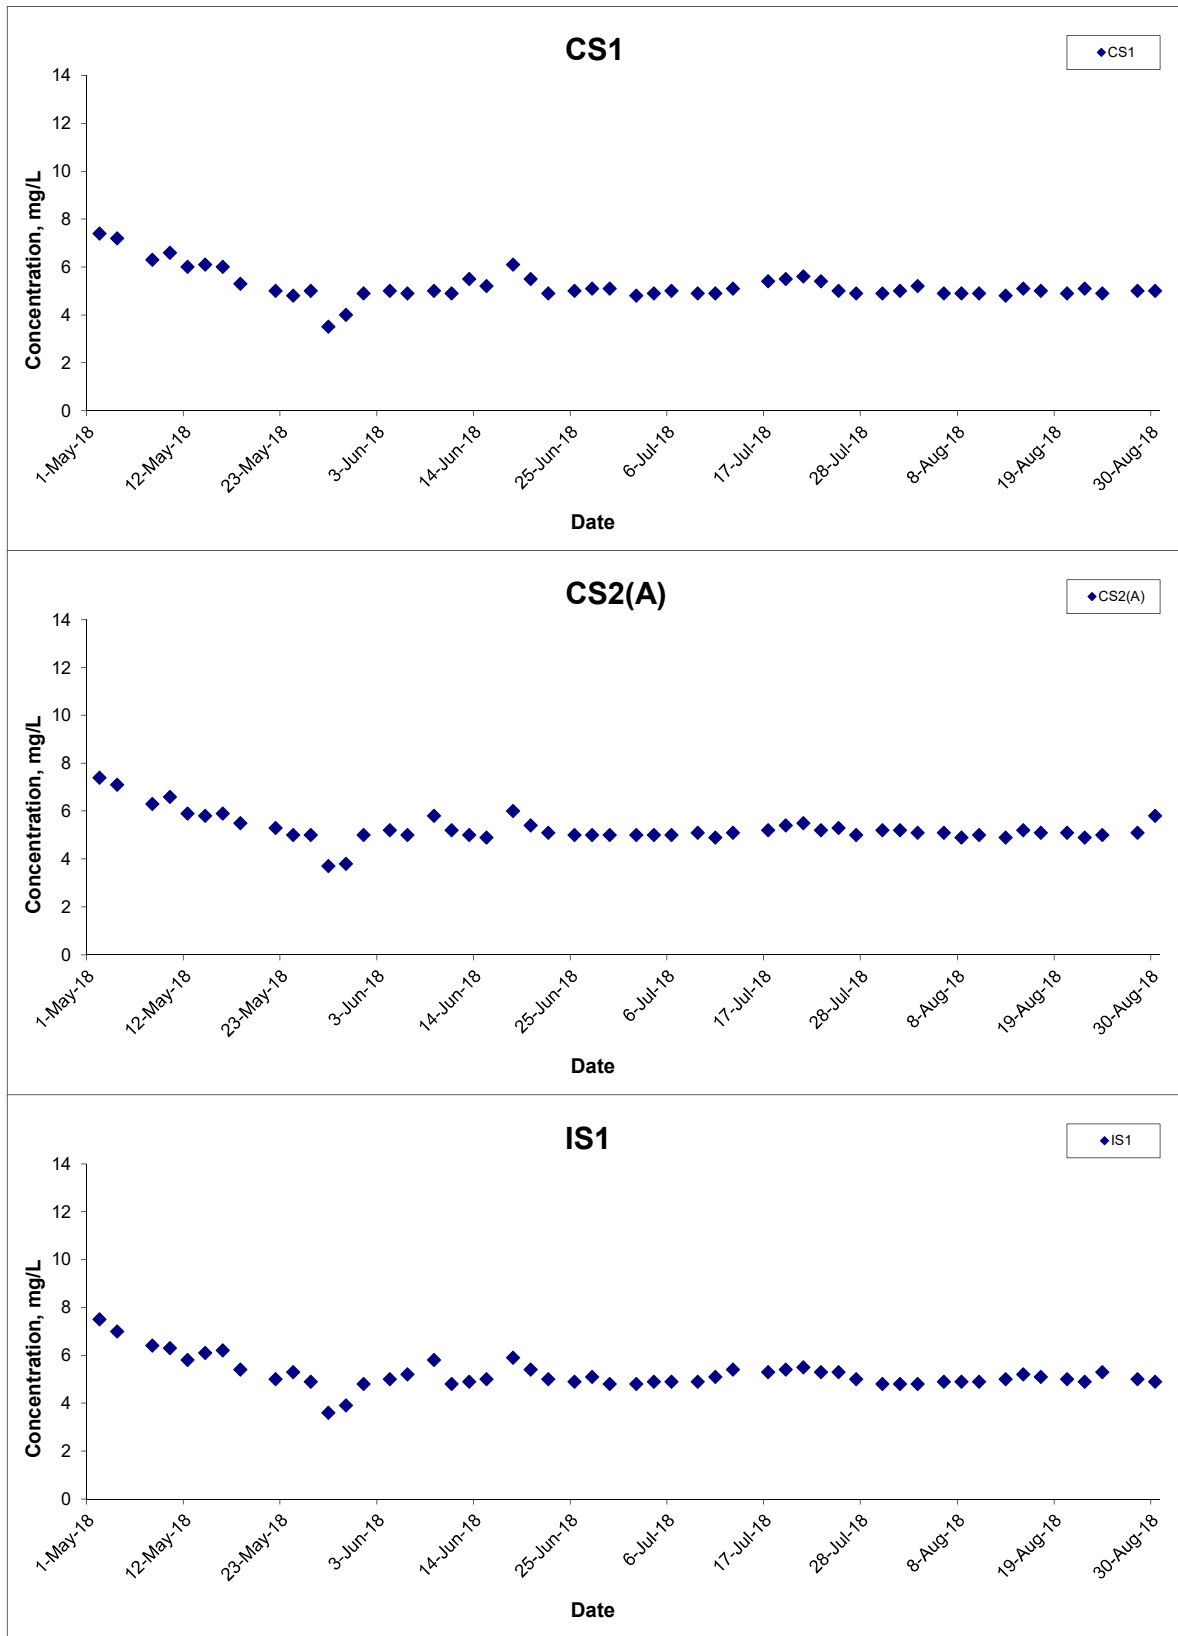 CS1
CS1
14
12
10
8
6
4
2
0
Concentration, mg/L
1-May-18
12-May-18
23-May-18
3-Jun-18
14-Jun-18
25-Jun-18
6-Jul-18
17-Jul-18
28-Jul-18
8-Aug-18
19-Aug-18
30-Aug-18
Date
CS2(A)
CS2(A)
14
12
10
8
6
4
2
0
Concentration, mg/L
1-May-18
12-May-18
23-May-18
3-Jun-18
14-Jun-18
25-Jun-18
6-Jul-18
17-Jul-18
28-Jul-18
8-Aug-18
19-Aug-18
30-Aug-18
Date
IS1
IS1
14
12
10
8
6
4
2
0
Concentration, mg/L
1-May-18
12-May-18
23-May-18
3-Jun-18
14-Jun-18
25-Jun-18
6-Jul-18
17-Jul-18
28-Jul-18
8-Aug-18
19-Aug-18
30-Aug-18
Date